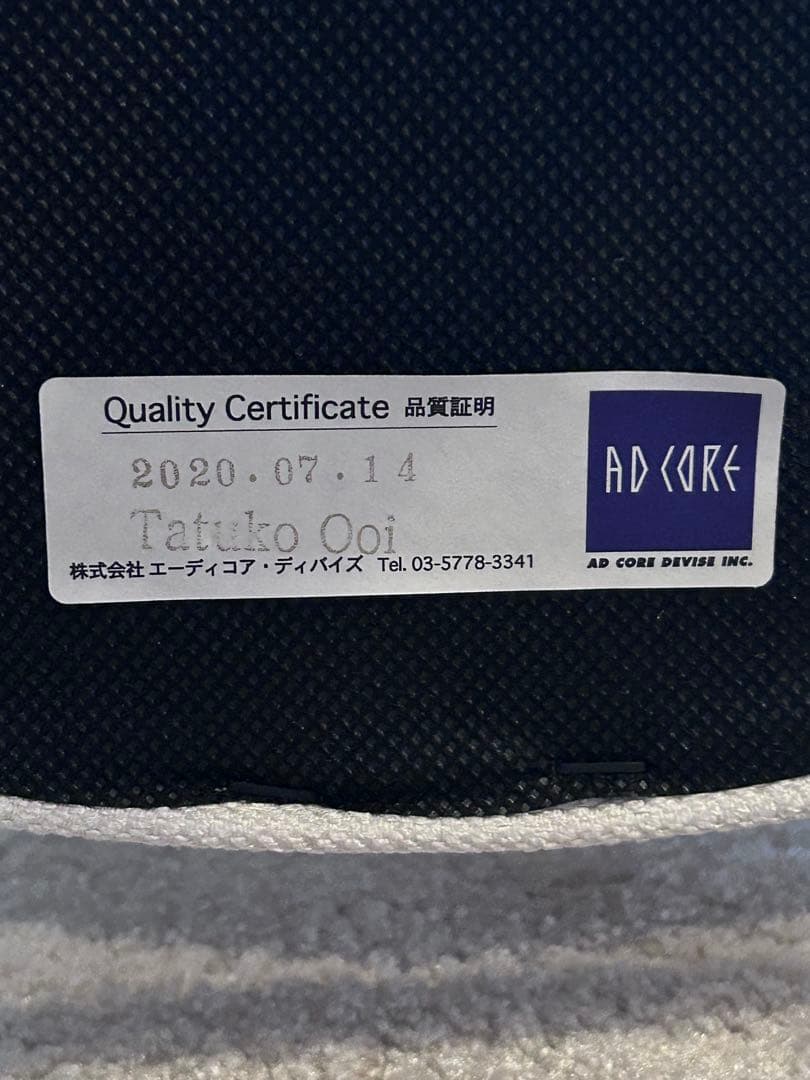 Quality Certificate 品質証明
2020.07.14
Tatuko Ooi
株式会社 エーディコア・ディバイズ Tel. 03-5778-3341
AD CORE
AD CORE DEVISE INC.